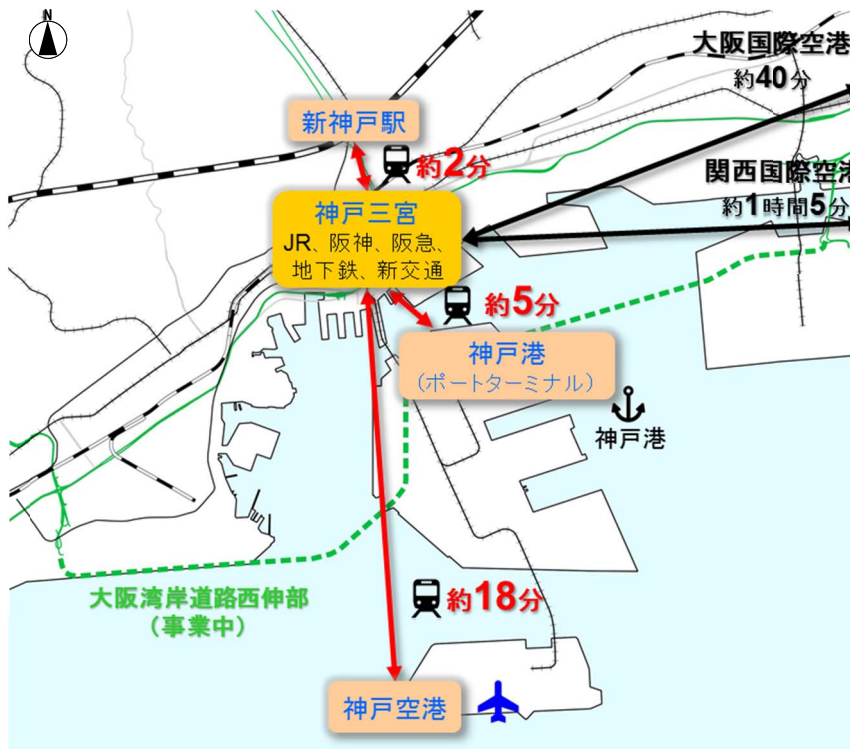 N
大阪国際空港
約40分
新神戸駅
約2分
関西国際空港
約1時間5分
神戸三宮
JR、阪神、阪急、
地下鉄、新交通
約5分
神戸港
（ポートターミナル）
神戸港
約18分
大阪湾岸道路西伸部
（事業中）
神戸空港